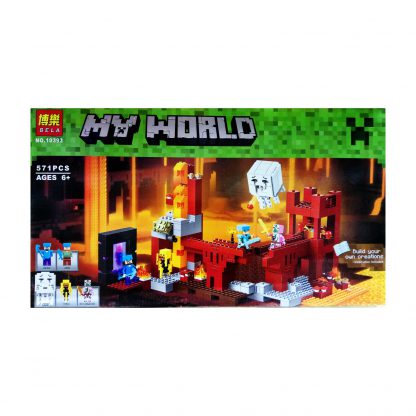 博樂
BELA
NO.10393
MY WORLD
571PCS
AGES 6+
Build your
own creations